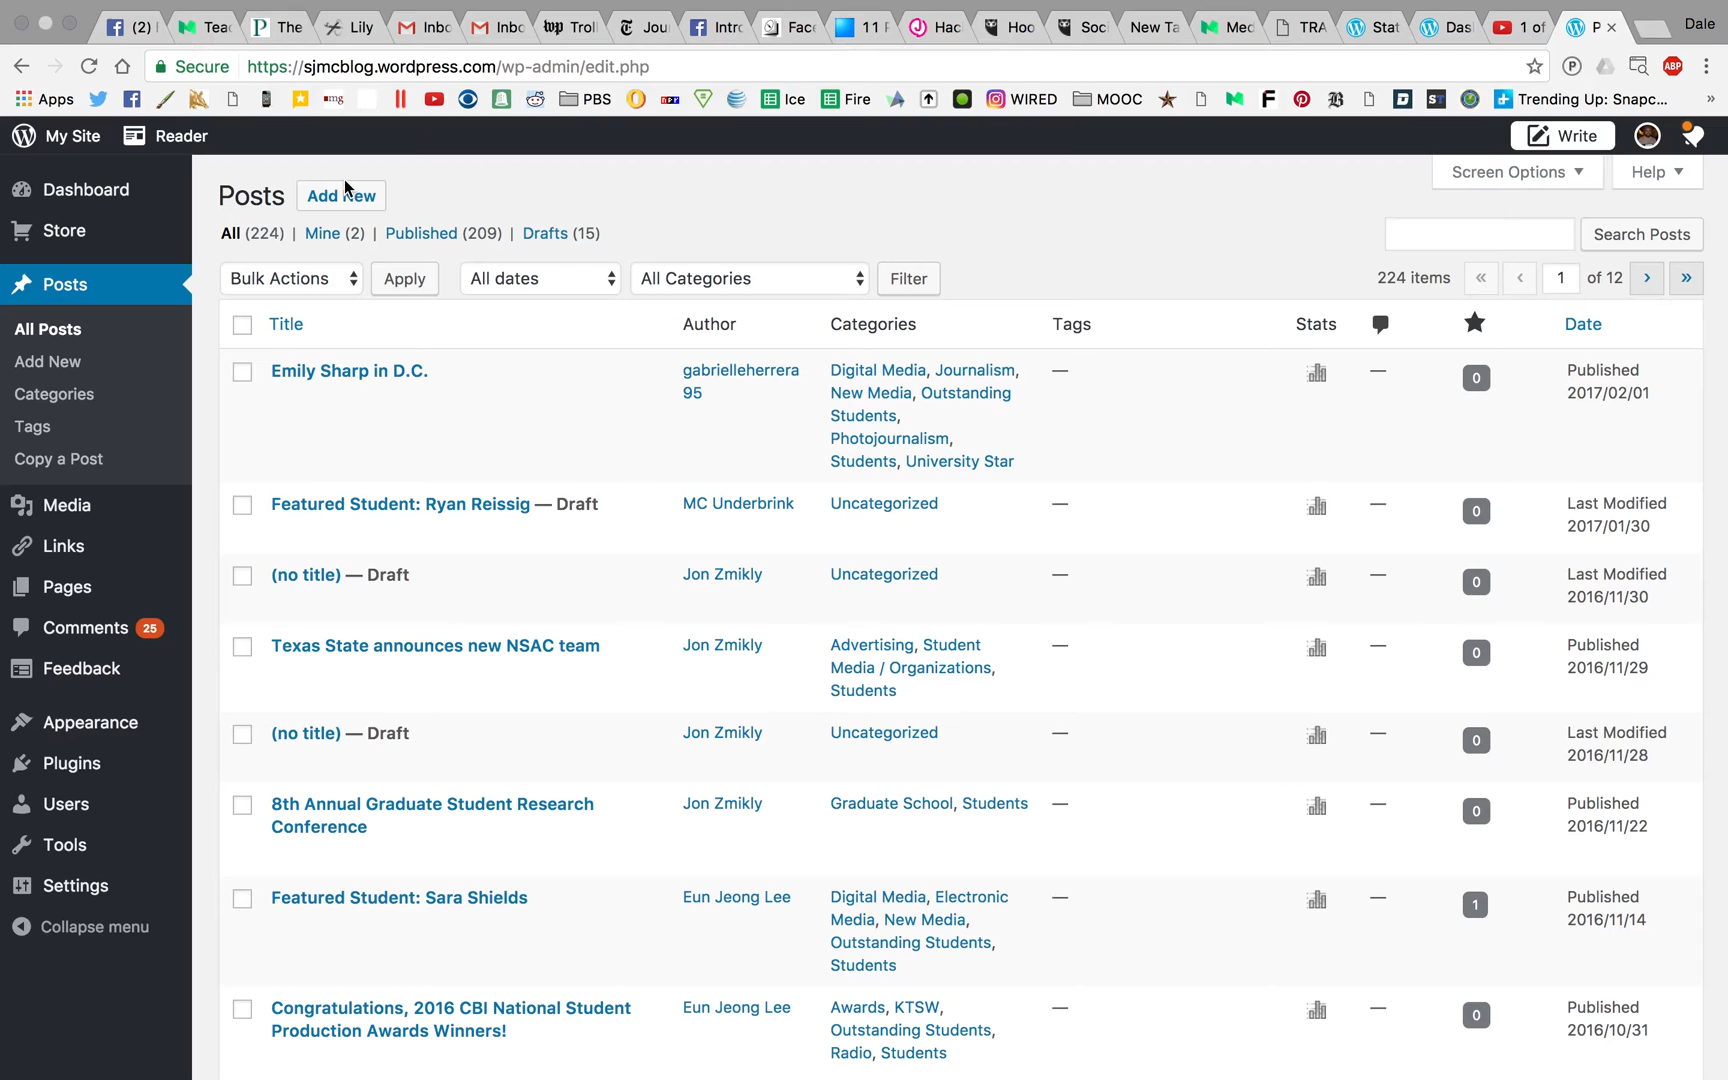 (2) Teac The Lily Inbo Inbo Troll Jour Intro Face 11 F Hac Hoo Soci New Ta Med TRA Stat Das 1 of P Dale
Secure https://sjmcblog.wordpress.com/wp-admin/edit.php
Apps PBS Ice Fire WIRED MOOC Trending Up: Snapc... »
My Site Reader Write
Dashboard
Store
Posts
All Posts
Add New
Categories
Tags
Copy a Post
Media
Links
Pages
Comments 25
Feedback
Appearance
Plugins
Users
Tools
Settings
Collapse menu
Screen Options Help
Posts Add New
All (224) | Mine (2) | Published (209) | Drafts (15)
Search Posts
Bulk Actions Apply All dates All Categories Filter 224 items « ‹ 1 of 12 › »
Title Author Categories Tags Stats Date
Emily Sharp in D.C. gabrielleherrera Digital Media, Journalism, — — 0 Published
95 New Media, Outstanding 2017/02/01
Students,
Photojournalism,
Students, University Star
Featured Student: Ryan Reissig — Draft MC Underbrink Uncategorized — — 0 Last Modified
2017/01/30
(no title) — Draft Jon Zmikly Uncategorized — — 0 Last Modified
2016/11/30
Texas State announces new NSAC team Jon Zmikly Advertising, Student — — 0 Published
Media / Organizations, 2016/11/29
Students
(no title) — Draft Jon Zmikly Uncategorized — — 0 Last Modified
2016/11/28
8th Annual Graduate Student Research Jon Zmikly Graduate School, Students — — 0 Published
Conference 2016/11/22
Featured Student: Sara Shields Eun Jeong Lee Digital Media, Electronic — — 1 Published
Media, New Media, 2016/11/14
Outstanding Students,
Students
Congratulations, 2016 CBI National Student Eun Jeong Lee Awards, KTSW, — — 0 Published
Production Awards Winners! Outstanding Students, 2016/10/31
Radio, Students